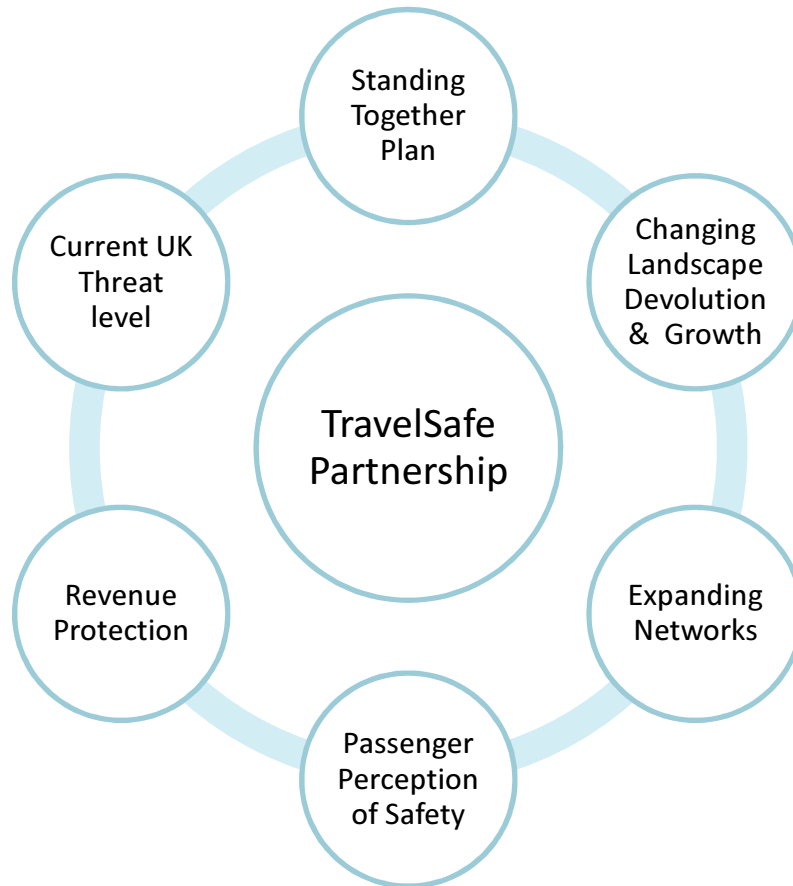 Standing
Together
Plan
Changing
Landscape
Devolution
& Growth
Expanding
Networks
Passenger
Perception
of Safety
Revenue
Protection
Current UK
Threat
level
TravelSafe
Partnership